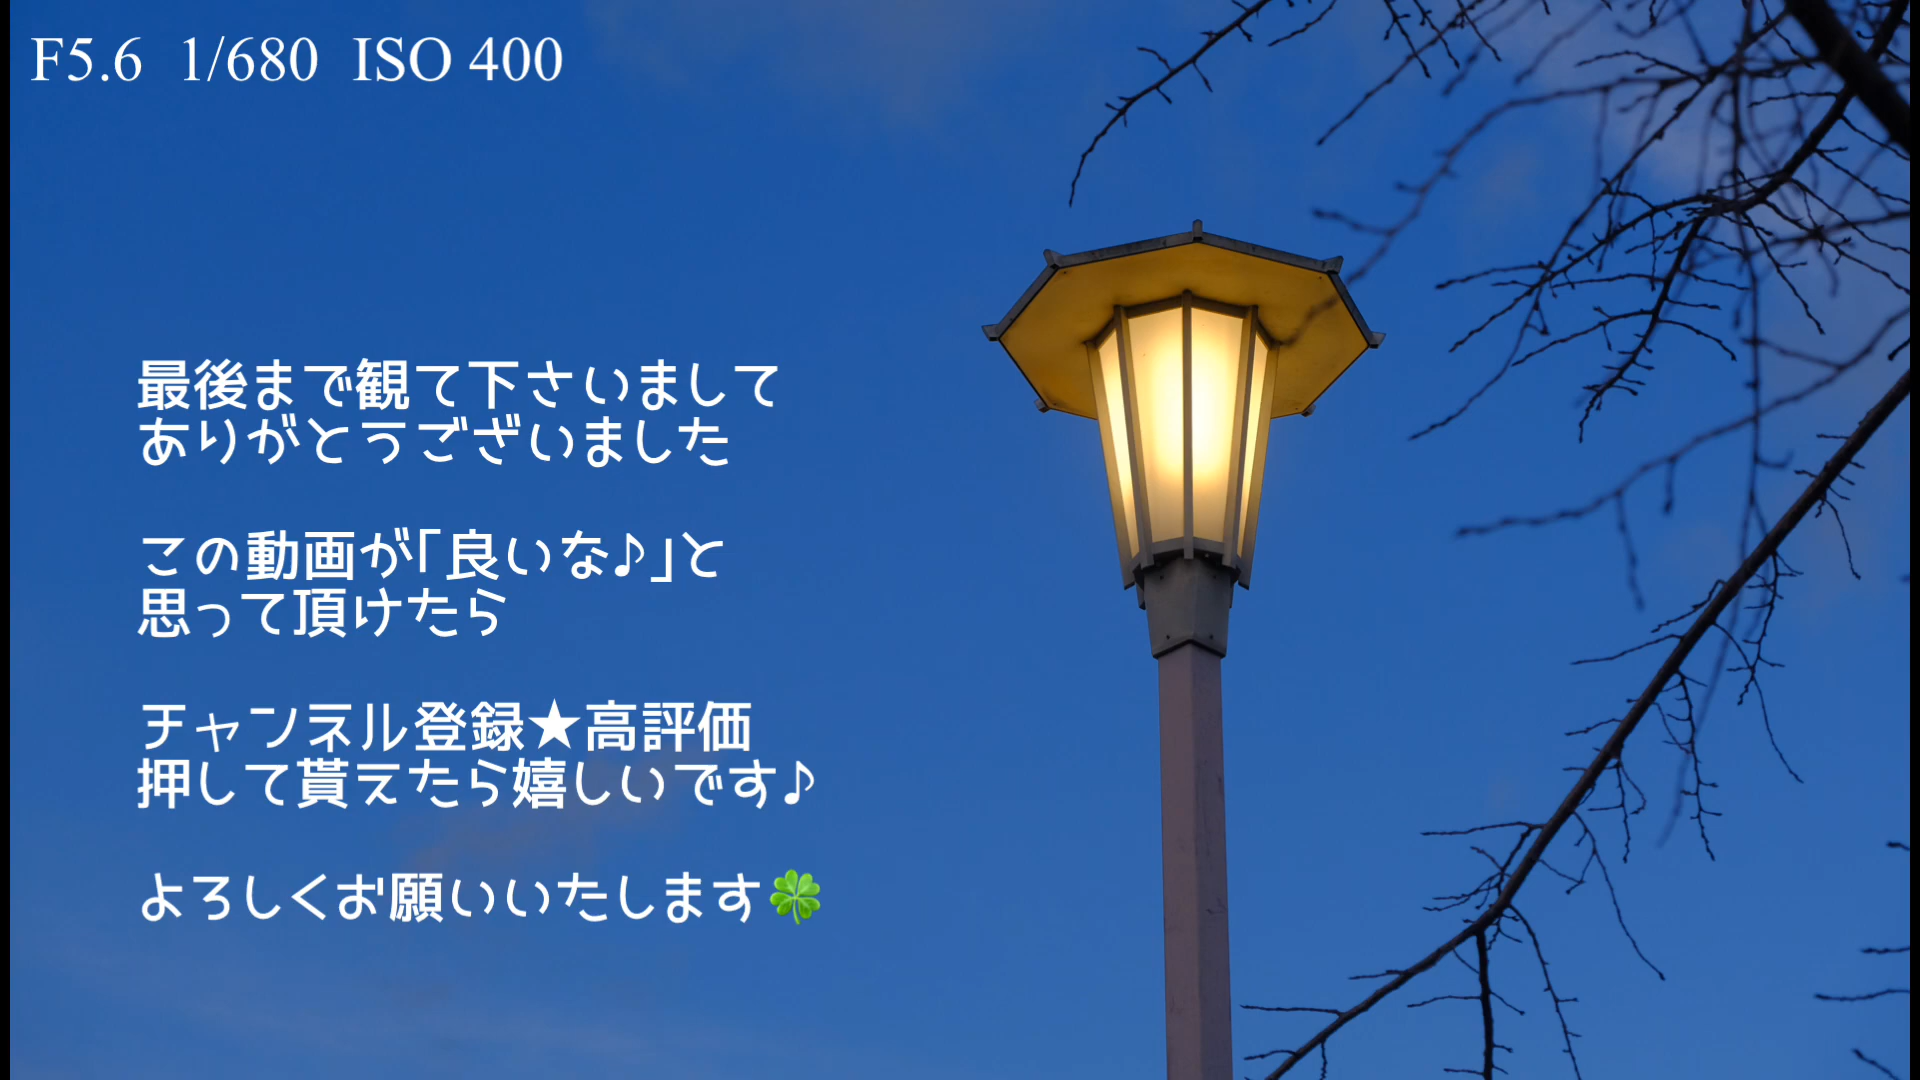 F5.6 1/680 ISO 400
最後まで観て下さいまして
ありがとうございました
この動画が「良いな♪」と
思って頂けたら
チャンネル登録★高評価
押して貰えたら嬉しいです♪
よろしくお願いいたします🍀